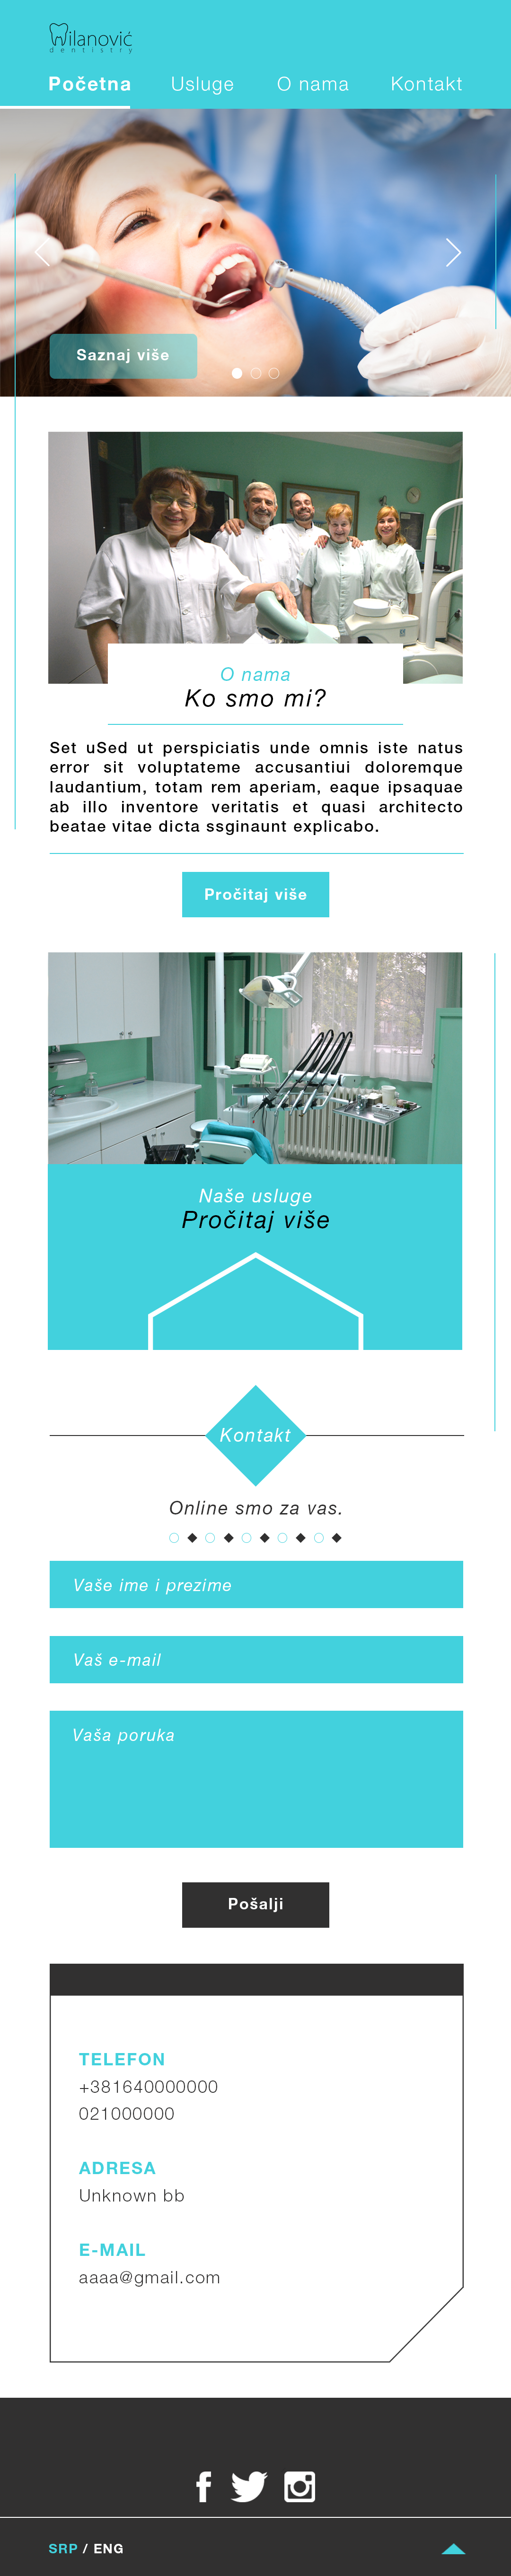 Milanović
dentistry
Početna Usluge O nama Kontakt
Saznaj više
O nama
Ko smo mi?
Set uSed ut perspiciatis unde omnis iste natus
error sit voluptateme accusantiui doloremque
laudantium, totam rem aperiam, eaque ipsaquae
ab illo inventore veritatis et quasi architecto
beatae vitae dicta ssginaunt explicabo.
Pročitaj više
Naše usluge
Pročitaj više
Kontakt
Online smo za vas.
Vaše ime i prezime
Vaš e-mail
Vaša poruka
Pošalji
TELEFON
+381640000000
021000000
ADRESA
Unknown bb
E-MAIL
aaaa@gmail.com
SRP / ENG